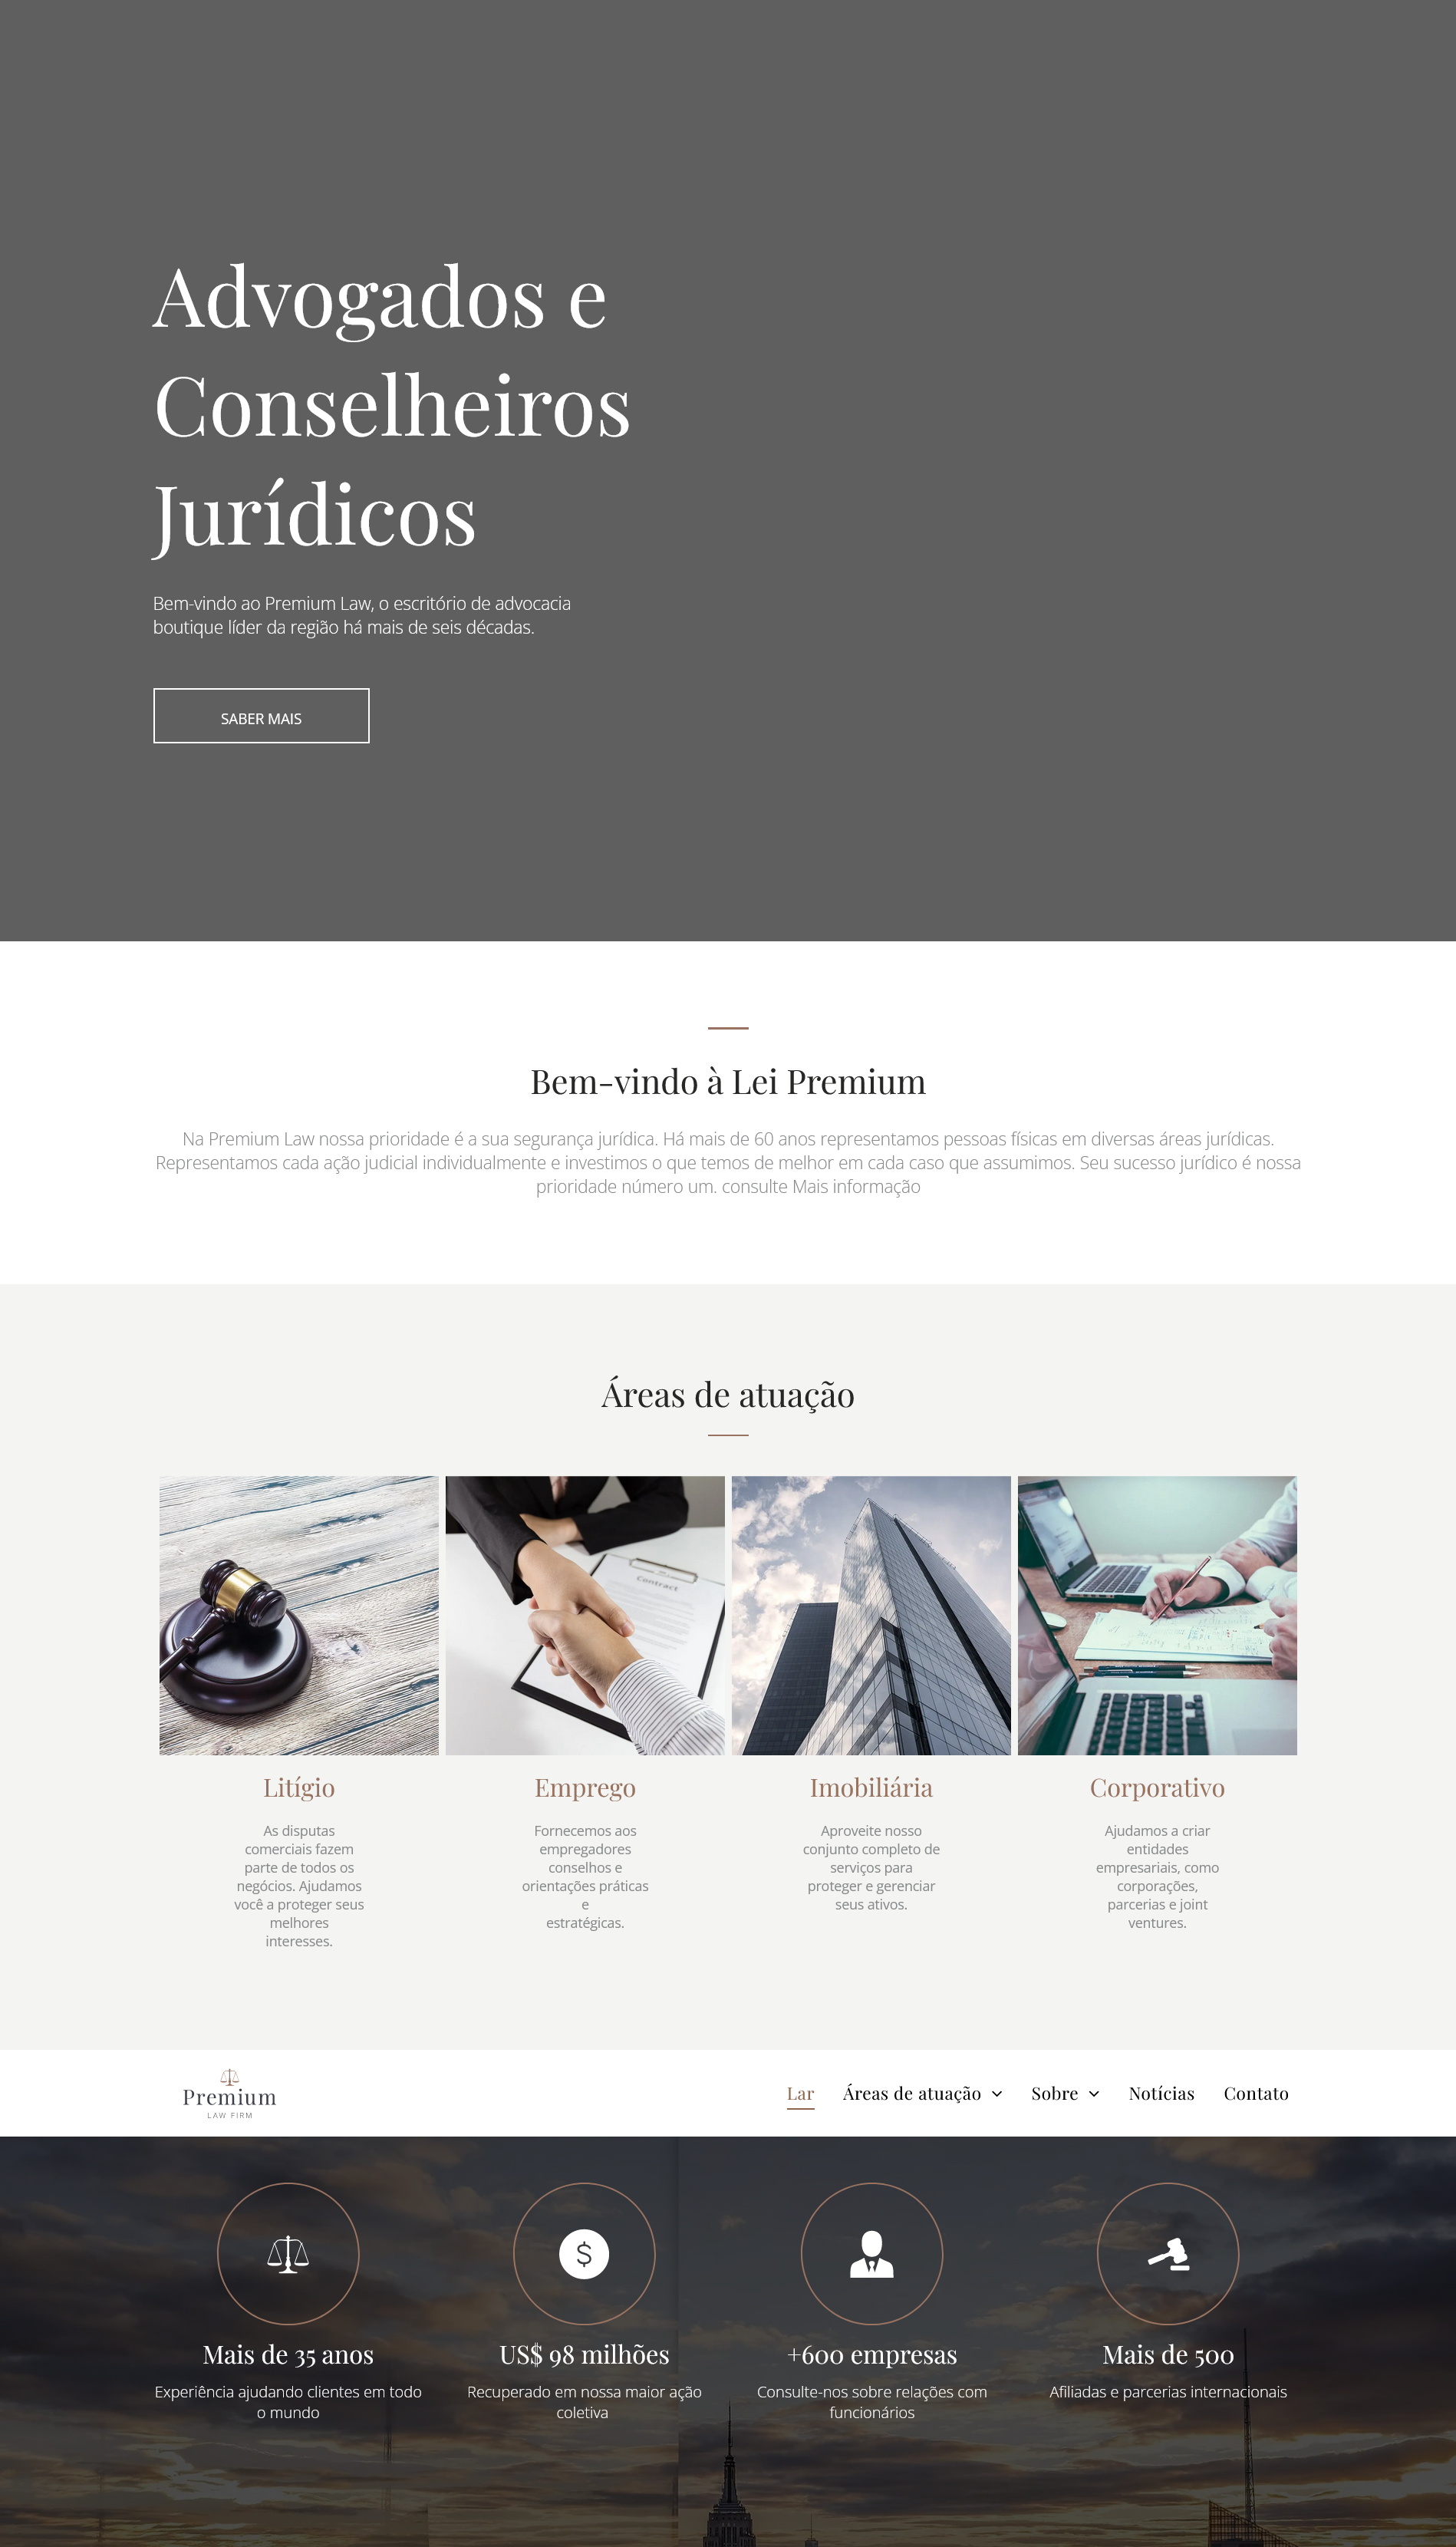 Advogados e
Conselheiros
Jurídicos
Bem-vindo ao Premium Law, o escritório de advocacia
boutique líder da região há mais de seis décadas.
SABER MAIS
Bem-vindo à Lei Premium
Na Premium Law nossa prioridade é a sua segurança jurídica. Há mais de 60 anos representamos pessoas físicas em diversas áreas jurídicas.
Representamos cada ação judicial individualmente e investimos o que temos de melhor em cada caso que assumimos. Seu sucesso jurídico é nossa
prioridade número um. consulte Mais informação
Áreas de atuação
Contract
Litígio
As disputas
comerciais fazem
parte de todos os
negócios. Ajudamos
você a proteger seus
melhores
interesses.
Emprego
Fornecemos aos
empregadores
conselhos e
orientações práticas
e
estratégicas.
Imobiliária
Aproveite nosso
conjunto completo de
serviços para
proteger e gerenciar
seus ativos.
Corporativo
Ajudamos a criar
entidades
empresariais, como
corporações,
parcerias e joint
ventures.
Premium
LAW FIRM
Lar Áreas de atuação Sobre Notícias Contato
$
Mais de 35 anos
Experiência ajudando clientes em todo
o mundo
US$ 98 milhões
Recuperado em nossa maior ação
coletiva
+600 empresas
Consulte-nos sobre relações com
funcionários
Mais de 500
Afiliadas e parcerias internacionais